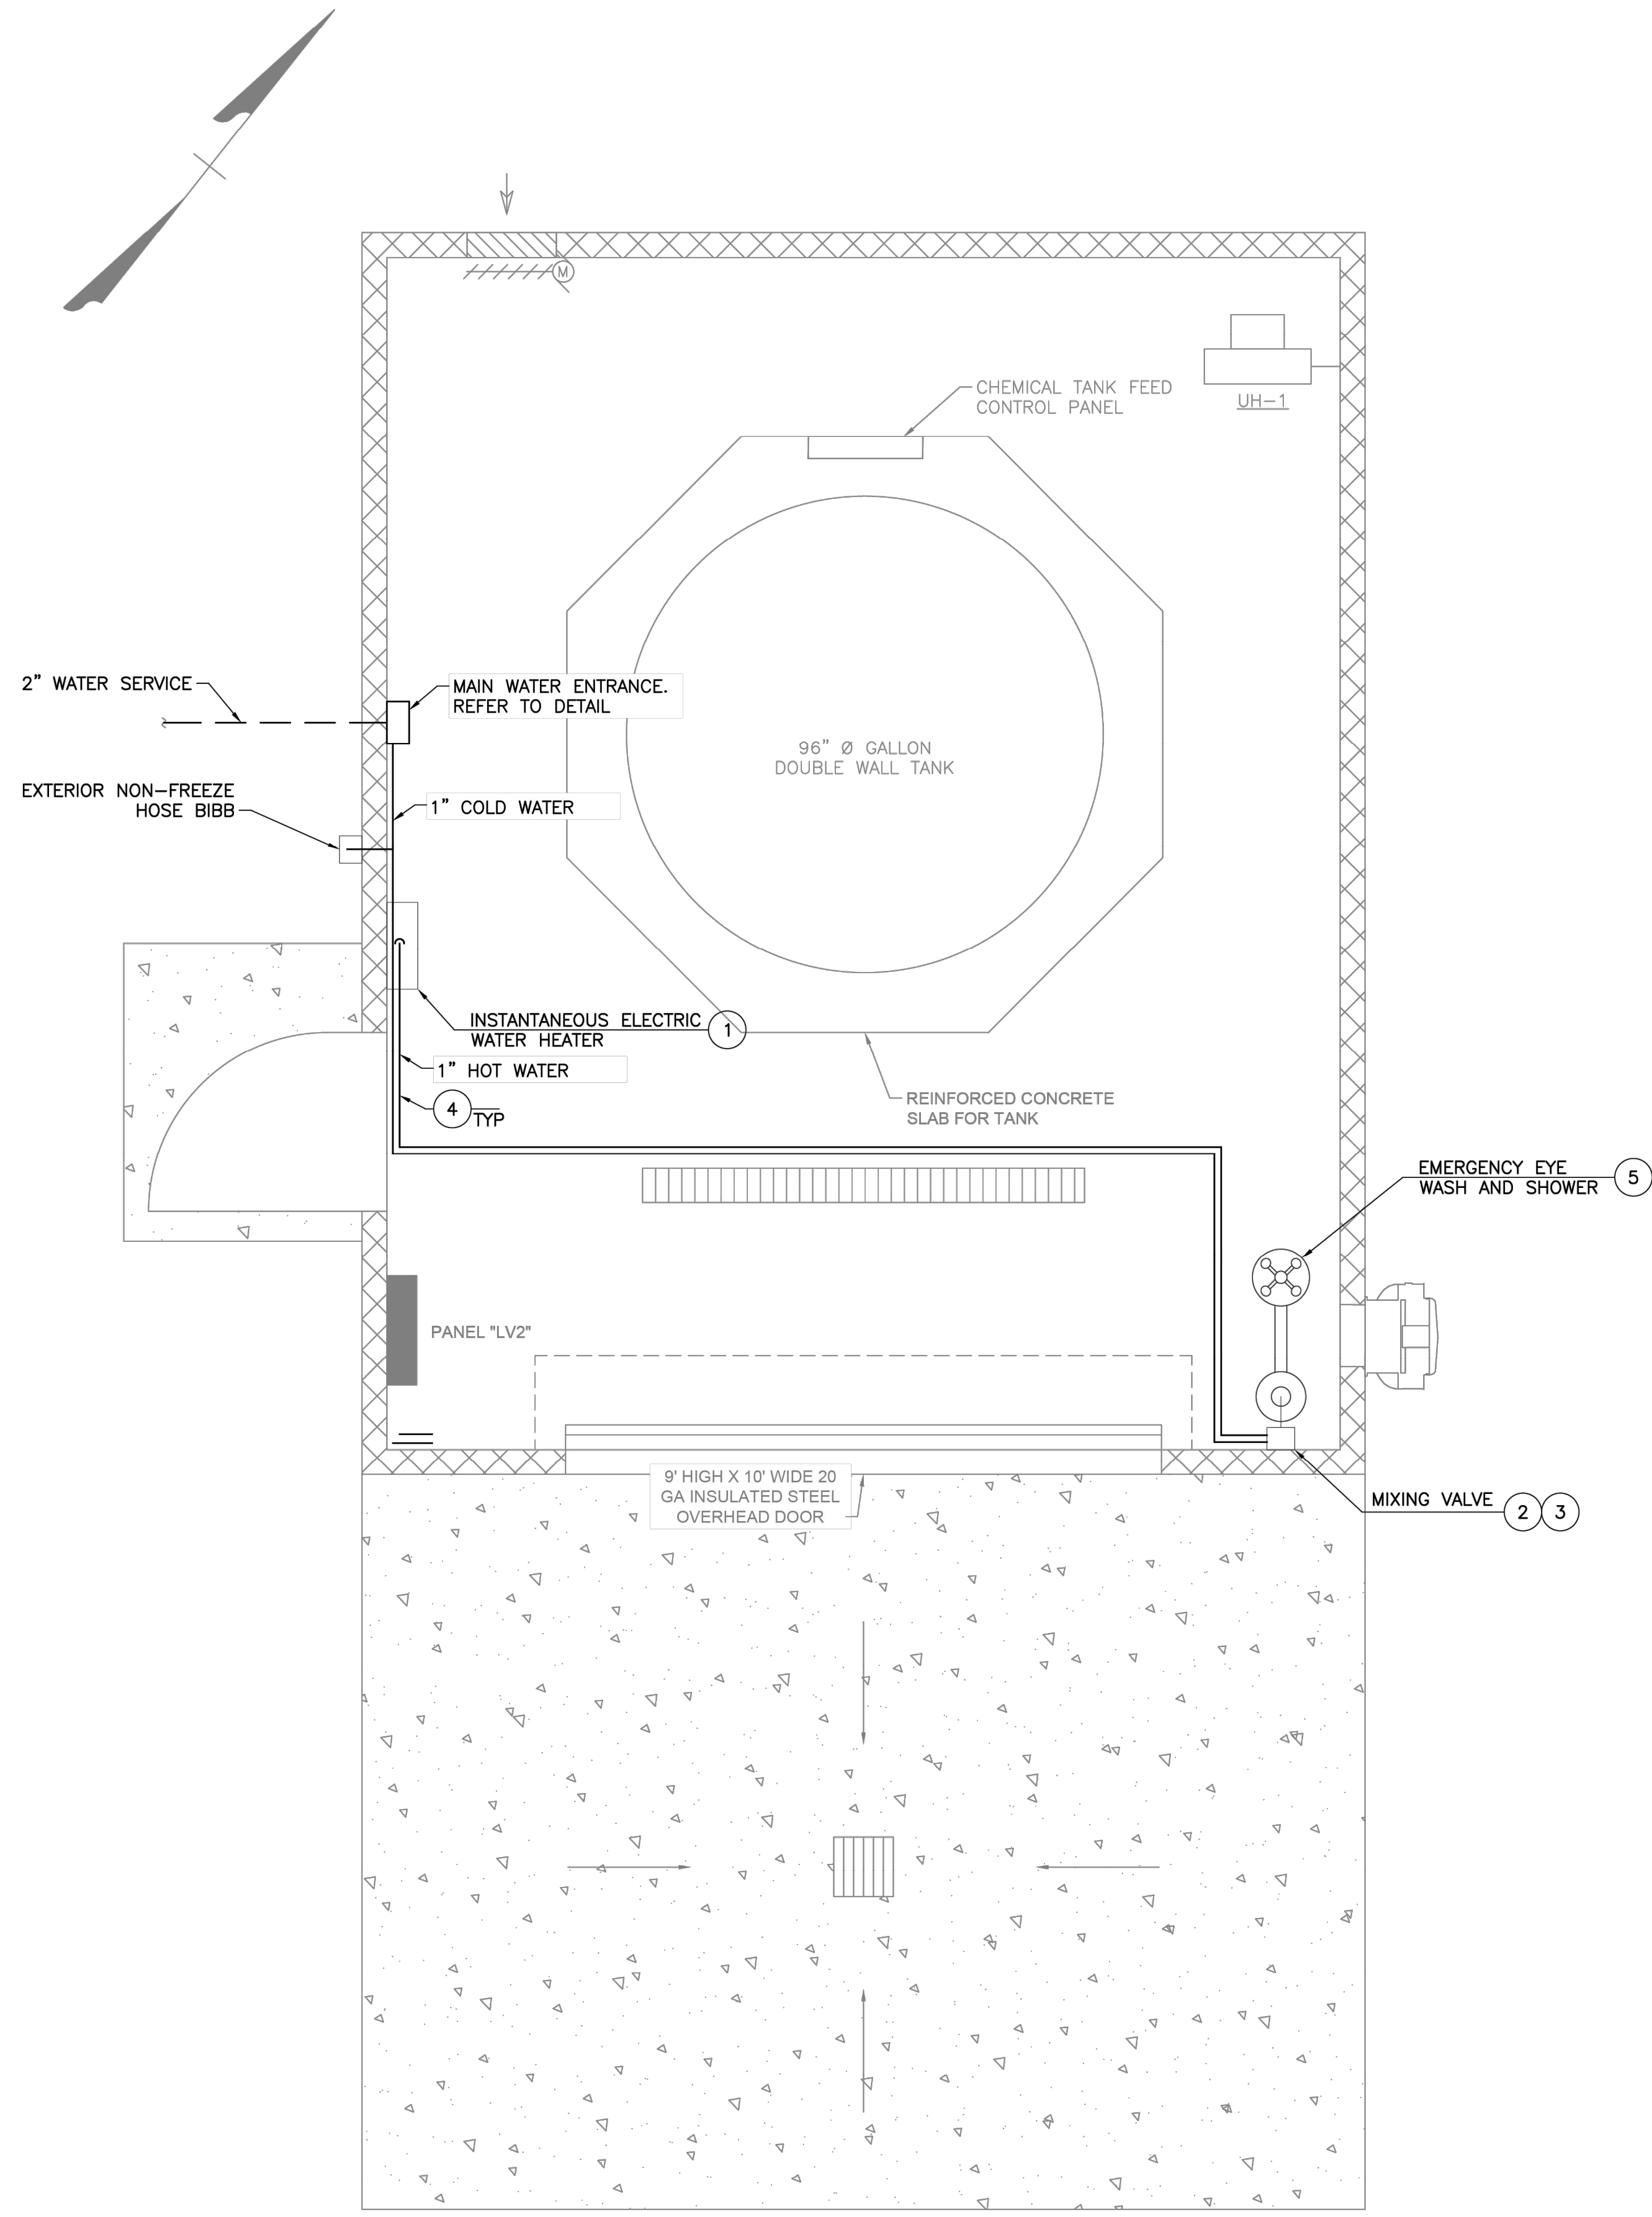 M
CHEMICAL TANK FEED
CONTROL PANEL
UH-1
2" WATER SERVICE
MAIN WATER ENTRANCE.
REFER TO DETAIL
96" Ø GALLON
DOUBLE WALL TANK
EXTERIOR NON-FREEZE
HOSE BIBB
1" COLD WATER
INSTANTANEOUS ELECTRIC
WATER HEATER
1
1" HOT WATER
4
TYP
REINFORCED CONCRETE
SLAB FOR TANK
EMERGENCY EYE
WASH AND SHOWER
5
PANEL "LV2"
9' HIGH X 10' WIDE 20
GA INSULATED STEEL
OVERHEAD DOOR
MIXING VALVE
2
3